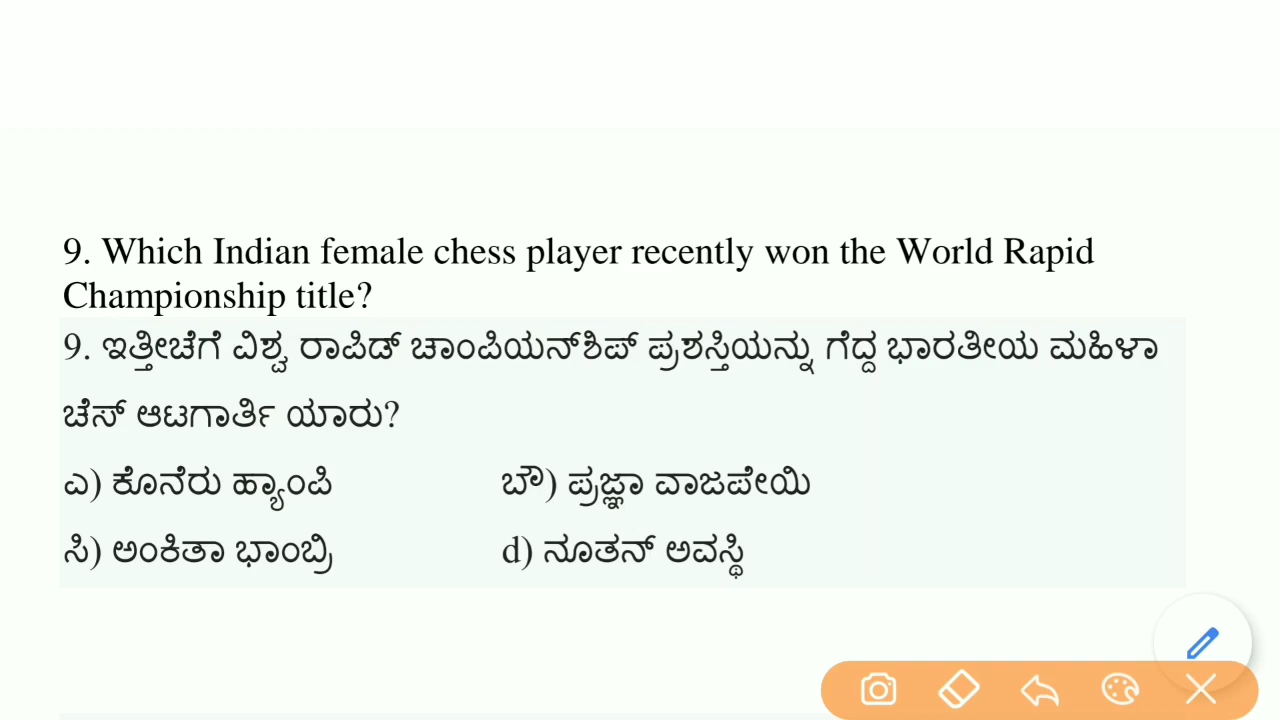 9. Which Indian female chess player recently won the World Rapid
Championship title?
9. ಇತ್ತೀಚೆಗೆ ವಿಶ್ವ ರಾಪಿಡ್ ಚಾಂಪಿಯನ್‌ಶಿಪ್ ಪ್ರಶಸ್ತಿಯನ್ನು ಗೆದ್ದ ಭಾರತೀಯ ಮಹಿಳಾ
ಚೆಸ್ ಆಟಗಾರ್ತಿ ಯಾರು?
ಎ) ಕೊನೆರು ಹ್ಯಾಂಪಿ ಬೌ) ಪ್ರಜ್ಞಾ ವಾಜಪೇಯಿ
ಸಿ) ಅಂಕಿತಾ ಭಾಂಬ್ರಿ d) ನೂತನ್ ಅವಸ್ಥಿ